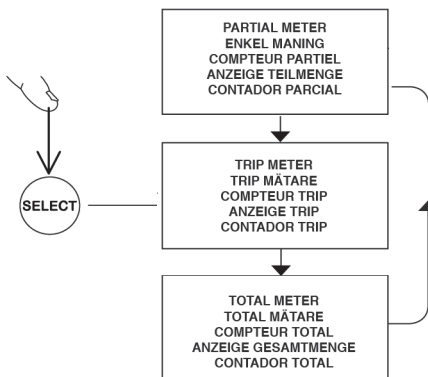 PARTIAL METER
ENKEL MANING
COMPTEUR PARTIEL
ANZEIGE TEILMENGE
CONTADOR PARCIAL
SELECT
TRIP METER
TRIP MÄTARE
COMPTEUR TRIP
ANZEIGE TRIP
CONTADOR TRIP
TOTAL METER
TOTAL MÄTARE
COMPTEUR TOTAL
ANZEIGE GESAMTMENGE
CONTADOR TOTAL